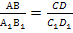 AB/A₁B₁ = CD/C₁D₁